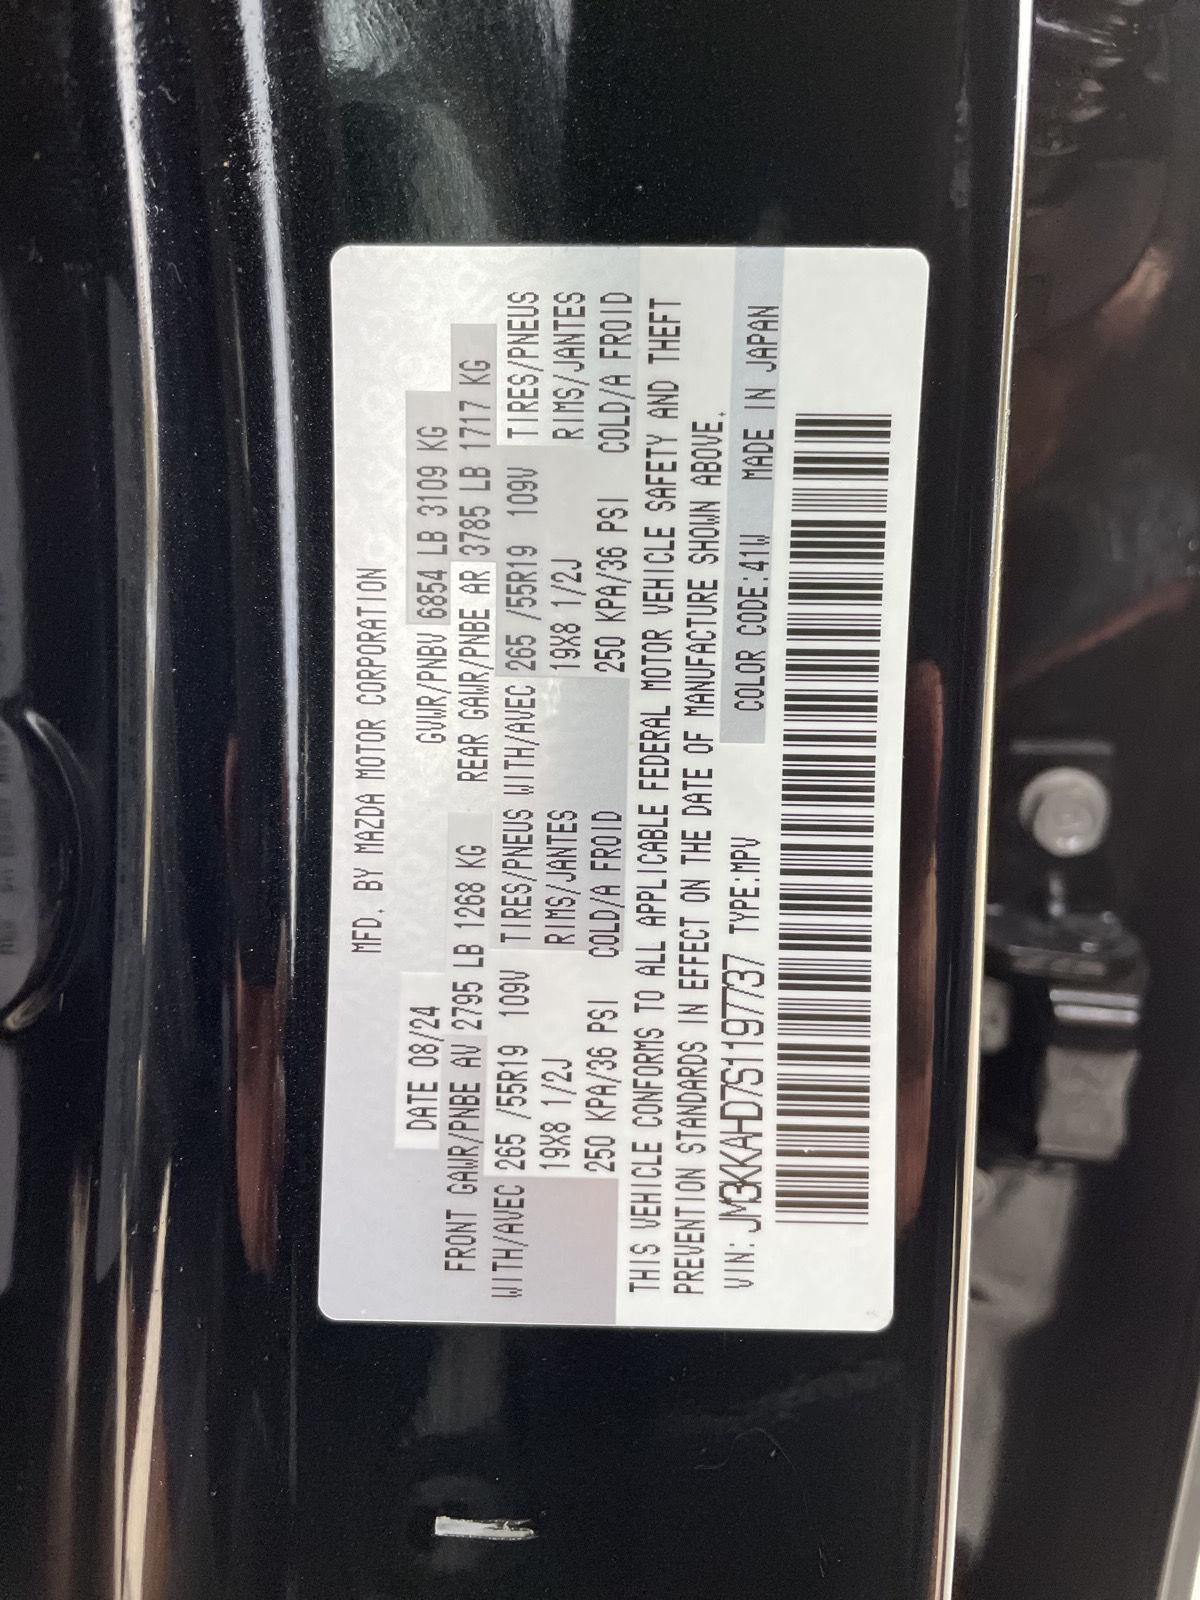 MFD. BY MAZDA MOTOR CORPORATION
DATE 08/24 GVWR/PNBV 6854 LB 3109 KG
FRONT GAWR/PNBE AV 2795 LB 1268 KG REAR GAWR/PNBE AR 3785 LB 1717 KG
WITH/AVEC 265 /55R19 109V TIRES/PNEUS WITH/AVEC 265 /55R19 109V TIRES/PNEUS
19X8 1/2J RIMS/JANTES 19X8 1/2J RIMS/JANTES
250 KPA/36 PSI COLD/A FROID 250 KPA/36 PSI COLD/A FROID
THIS VEHICLE CONFORMS TO ALL APPLICABLE FEDERAL MOTOR VEHICLE SAFETY AND THEFT
PREVENTION STANDARDS IN EFFECT ON THE DATE OF MANUFACTURE SHOWN ABOVE.
VIN: JM3KKAHD7S1197737 TYPE:MPV COLOR CODE:41W MADE IN JAPAN